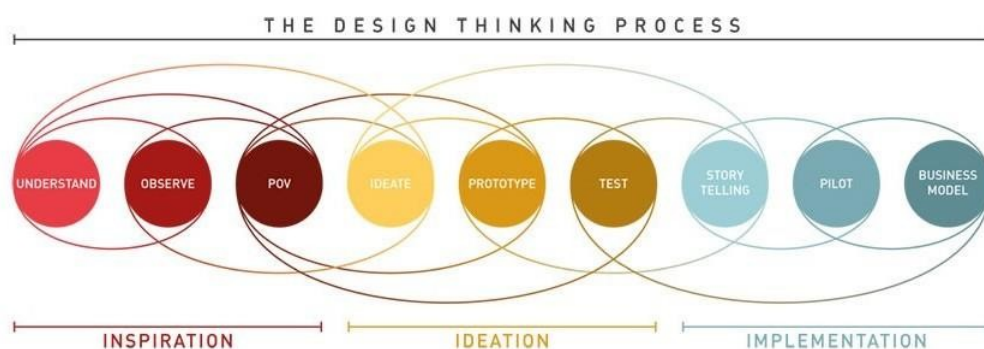 THE DESIGN THINKING PROCESS
UNDERSTAND
OBSERVE
POV
IDEATE
PROTOTYPE
TEST
STORY
TELLING
PILOT
BUSINESS
MODEL
INSPIRATION
IDEATION
IMPLEMENTATION